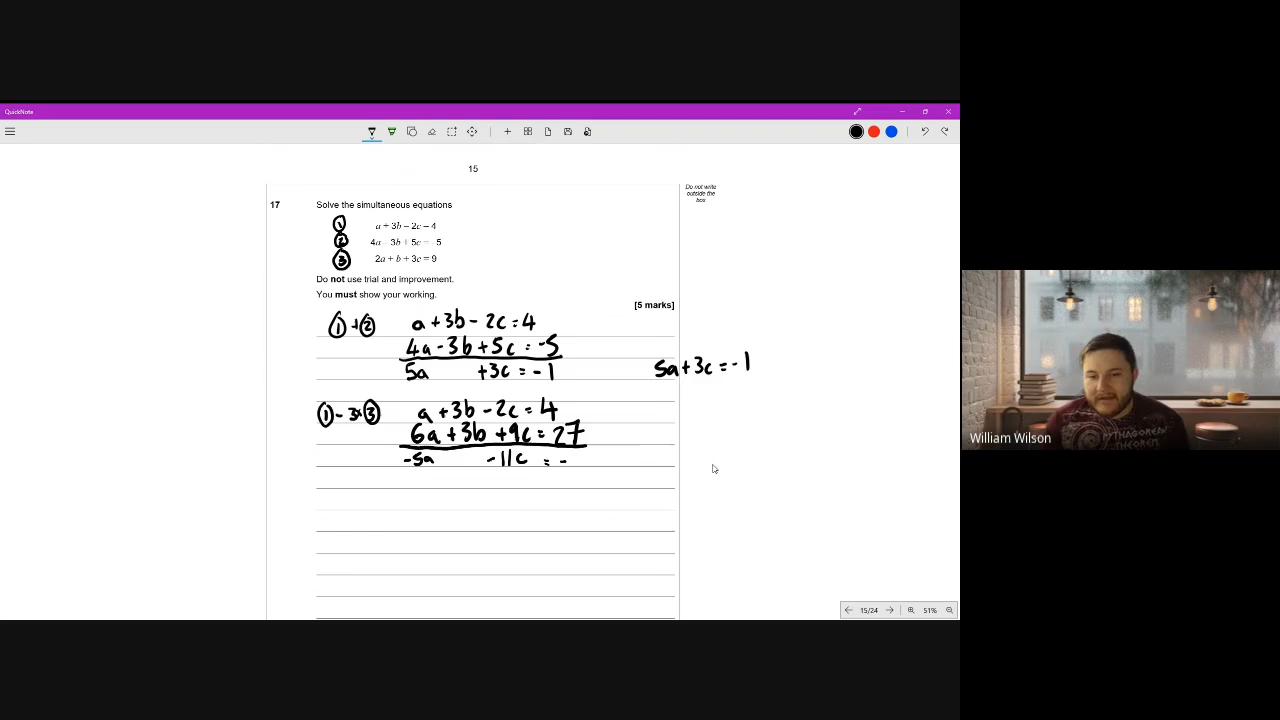 QuickNote
15
Do not write
outside the
box
17 Solve the simultaneous equations
① a + 3b – 2c = 4
② 4a – 3b + 5c = –5
③ 2a + b + 3c = 9
Do not use trial and improvement.
You must show your working.
[5 marks]
①+② a + 3b - 2c = 4
4a - 3b + 5c = -5
5a +3c = -1
5a + 3c = -1
① - 3×③ a + 3b - 2c = 4
6a + 3b + 9c = 27
-5a -11c = -
William Wilson
PYTHAGOREAN
THEOREM
15/24
51%